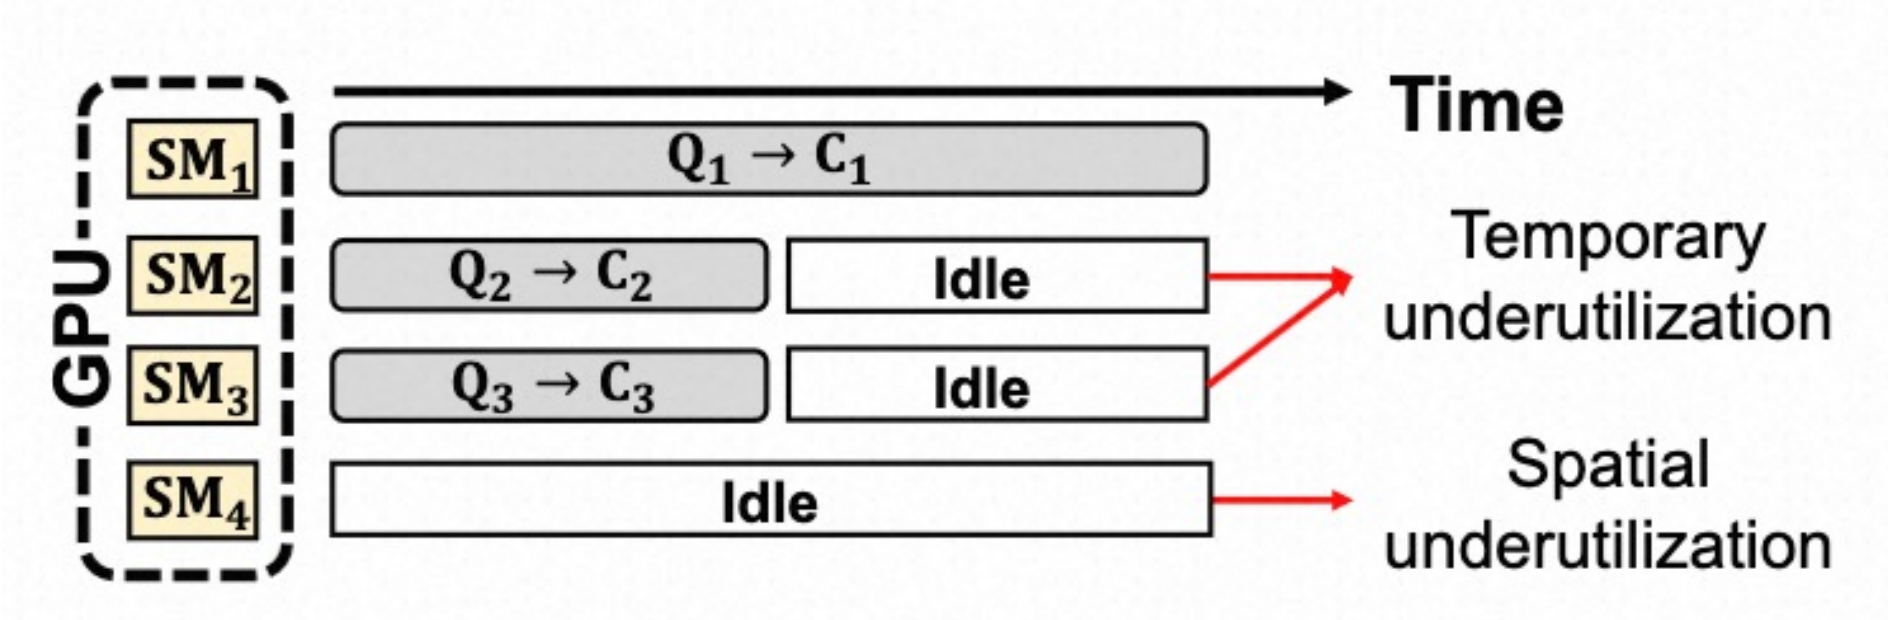 Time
GPU
SM₁
Q₁ → C₁
SM₂
Q₂ → C₂
Idle
Temporary
underutilization
SM₃
Q₃ → C₃
Idle
SM₄
Idle
Spatial
underutilization